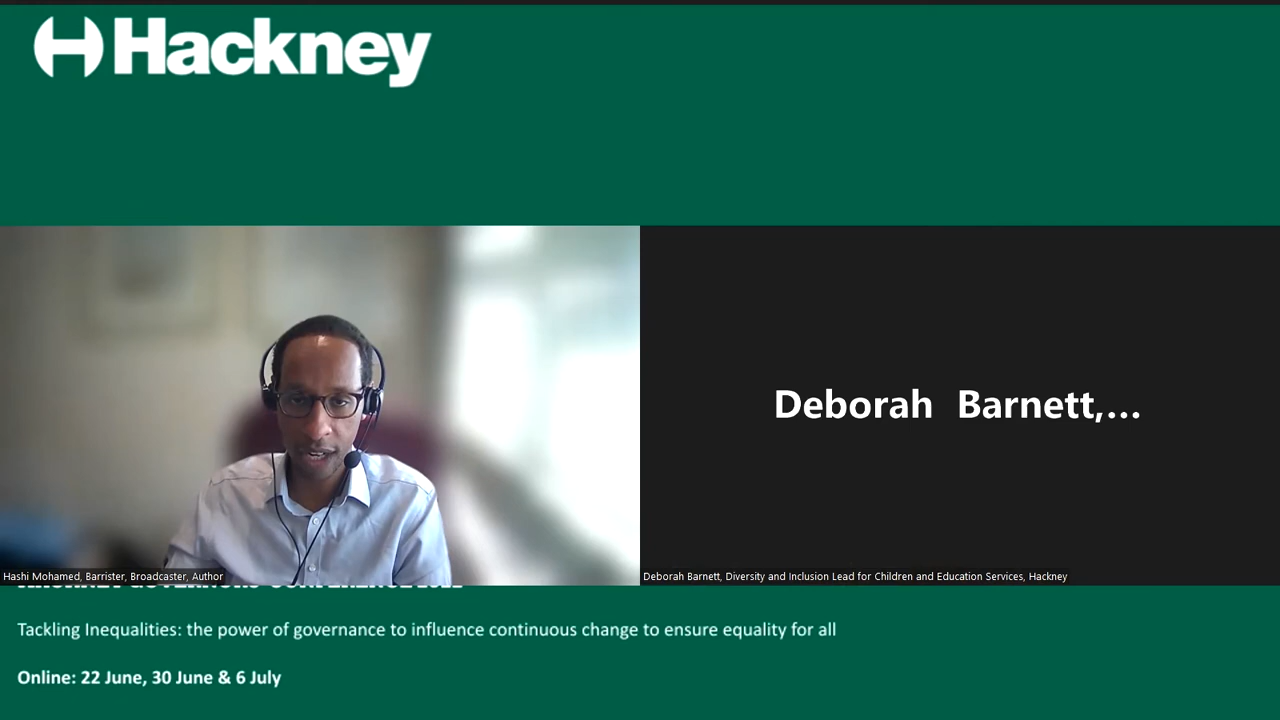 Hackney
Deborah Barnett,...
Hashi Mohamed, Barrister, Broadcaster, Author
Deborah Barnett, Diversity and Inclusion Lead for Children and Education Services, Hackney
Tackling Inequalities: the power of governance to influence continuous change to ensure equality for all
Online: 22 June, 30 June & 6 July